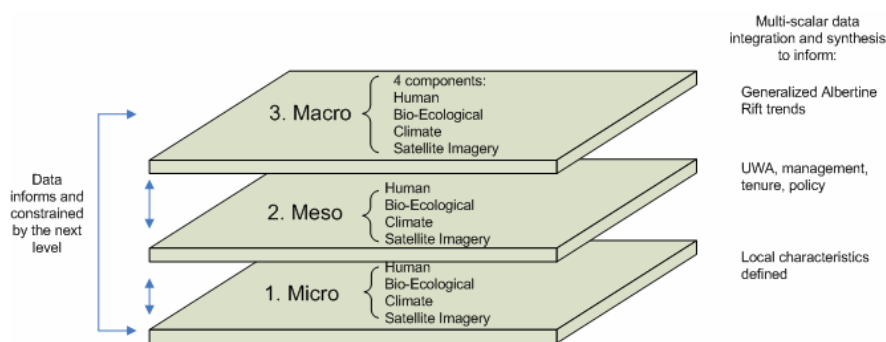 Multi-scalar data
integration and synthesis
to inform:
4 components:
3. Macro
Human
Bio-Ecological
Climate
Satellite Imagery
Generalized Albertine
Rift trends
Data
informs and
constrained
by the next
level
2. Meso
Human
Bio-Ecological
Climate
Satellite Imagery
UWA, management,
tenure, policy
1. Micro
Human
Bio-Ecological
Climate
Satellite Imagery
Local characteristics
defined